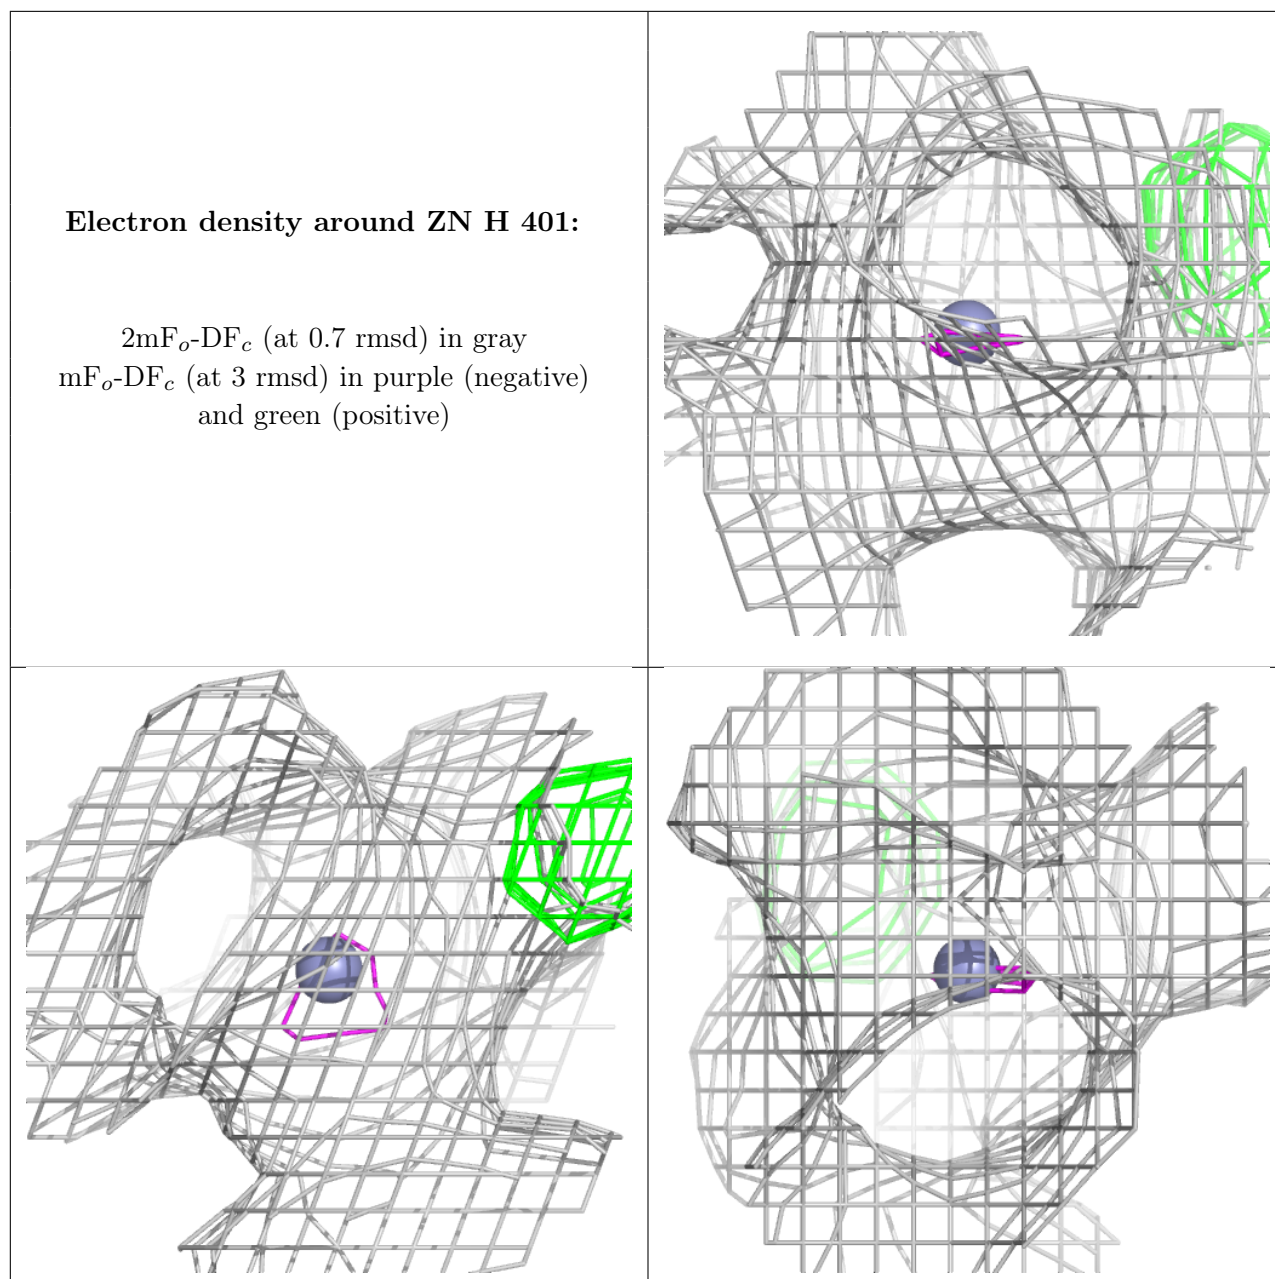 Electron density around ZN H 401:
2mFo-DFc (at 0.7 rmsd) in gray
mFo-DFc (at 3 rmsd) in purple (negative)
and green (positive)